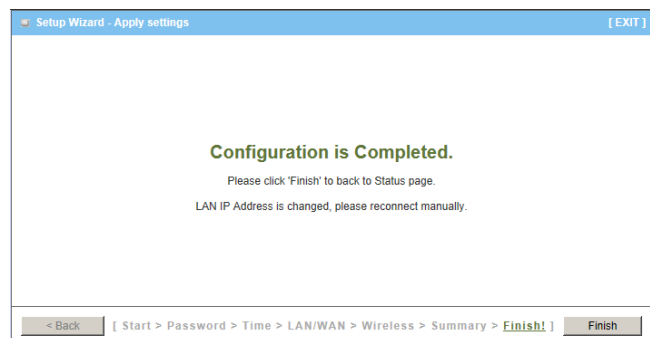 Setup Wizard - Apply settings [ EXIT ]
Configuration is Completed.
Please click 'Finish' to back to Status page.
LAN IP Address is changed, please reconnect manually.
< Back [ Start > Password > Time > LAN/WAN > Wireless > Summary > Finish! ] Finish